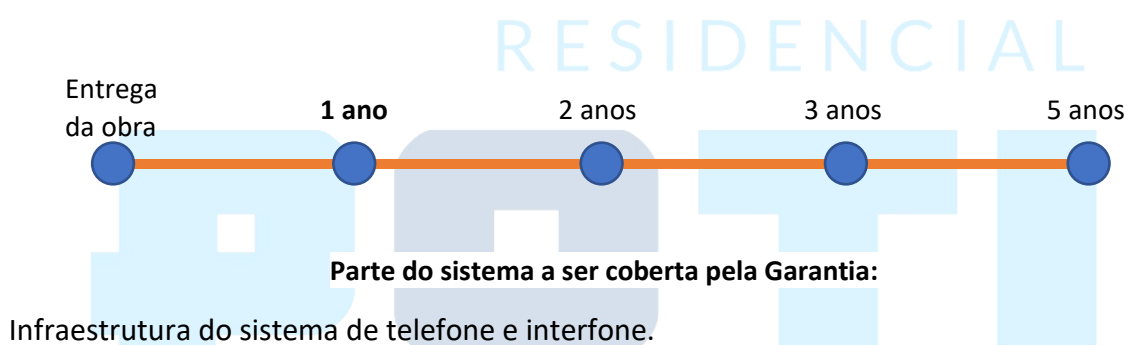 RESIDENCIAL
POTI
Entrega
da obra
1 ano
2 anos
3 anos
5 anos
Parte do sistema a ser coberta pela Garantia:
Infraestrutura do sistema de telefone e interfone.